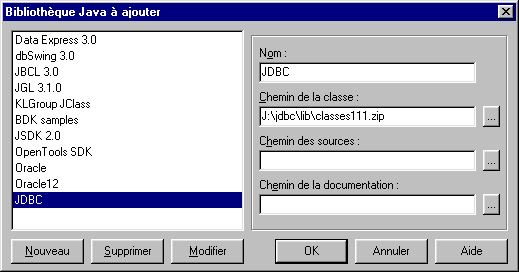 Bibliothèque Java à ajouter
Data Express 3.0
dbSwing 3.0
JBCL 3.0
JGL 3.1.0
KLGroup JClass
BDK samples
JSDK 2.0
OpenTools SDK
Oracle
Oracle12
JDBC
Nom :
JDBC
Chemin de la classe :
J:\jdbc\lib\classes111.zip
...
Chemin des sources :
...
Chemin de la documentation :
...
Nouveau
Supprimer
Modifier
OK
Annuler
Aide